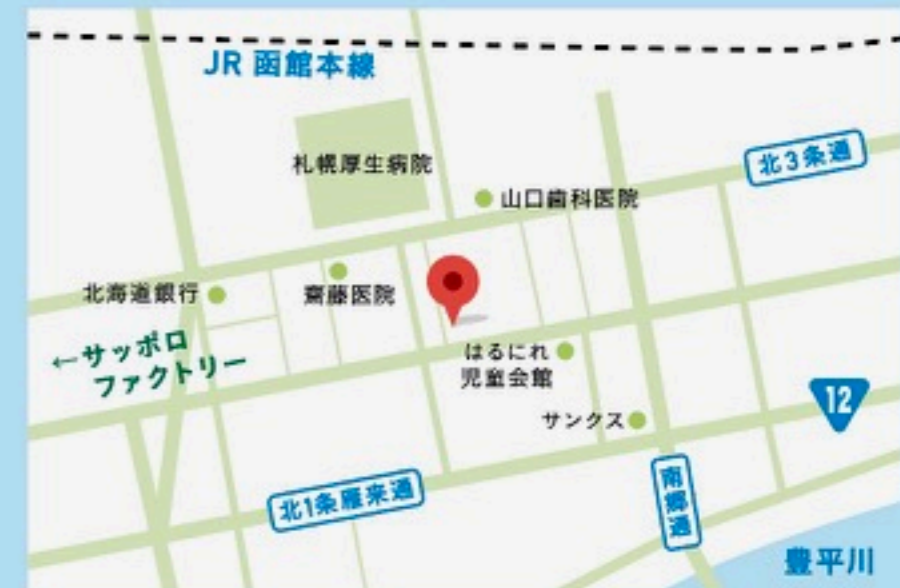 JR 函館本線
札幌厚生病院
北3条通
山口歯科医院
北海道銀行
齋藤医院
←サッポロ
ファクトリー
はるにれ
児童会館
サンクス
12
北1条雁来通
南郷通
豊平川